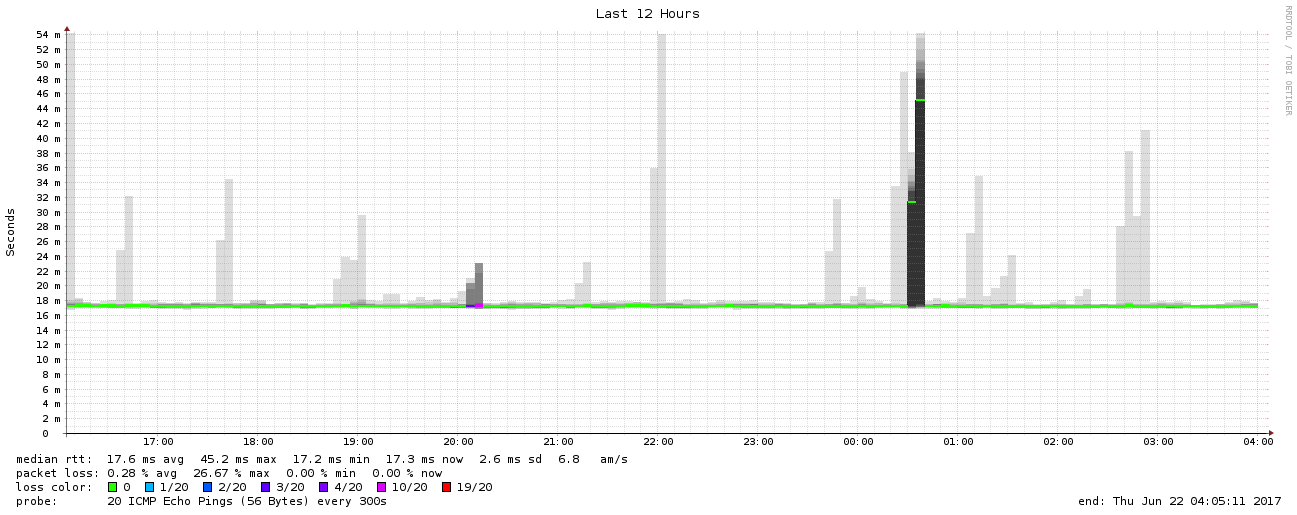 Last 12 Hours
RRDTOOL / TOBI OETIKER
Seconds
54 m
52 m
50 m
48 m
46 m
44 m
42 m
40 m
38 m
36 m
34 m
32 m
30 m
28 m
26 m
24 m
22 m
20 m
18 m
16 m
14 m
12 m
10 m
8 m
6 m
4 m
2 m
0
17:00 18:00 19:00 20:00 21:00 22:00 23:00 00:00 01:00 02:00 03:00 04:00
median rtt: 17.6 ms avg 45.2 ms max 17.2 ms min 17.3 ms now 2.6 ms sd 6.8 am/s
packet loss: 0.28 % avg 26.67 % max 0.00 % min 0.00 % now
loss color: 0 1/20 2/20 3/20 4/20 10/20 19/20
probe: 20 ICMP Echo Pings (56 Bytes) every 300s end: Thu Jun 22 04:05:11 2017